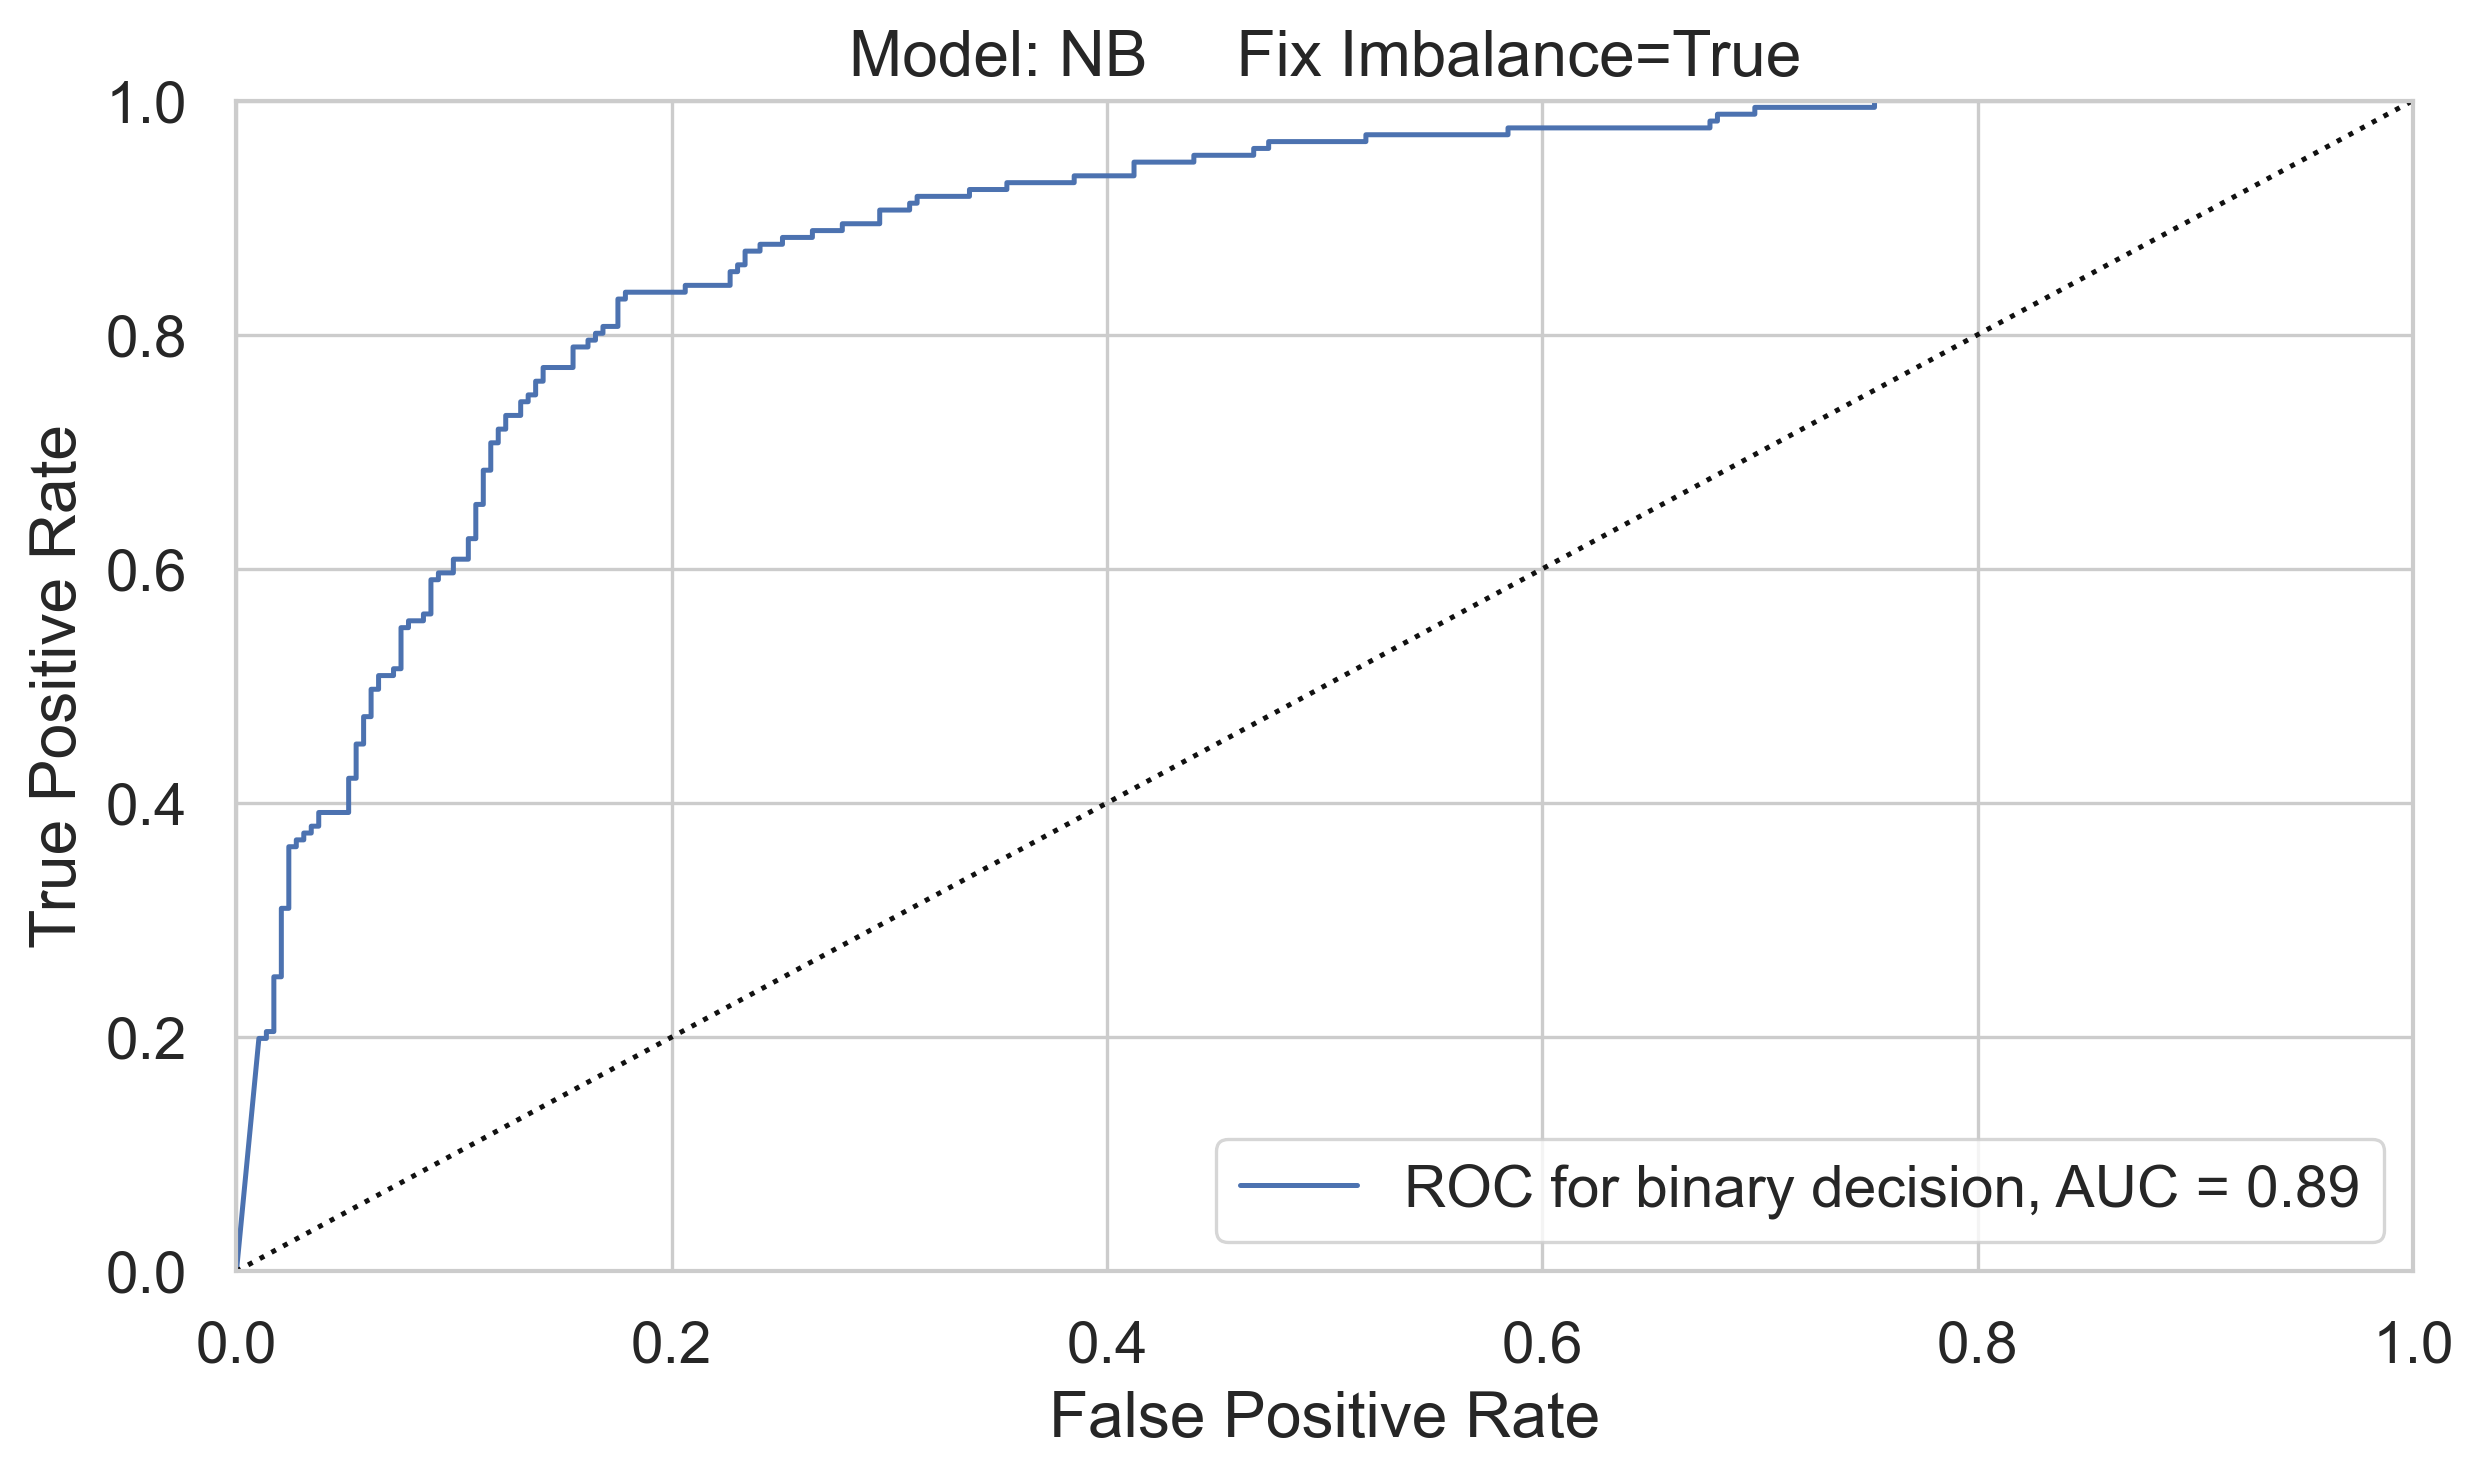 Model: NB     Fix Imbalance=True
1.0
0.8
0.6
0.4
0.2
0.0
True Positive Rate
ROC for binary decision, AUC = 0.89
0.0 0.2 0.4 0.6 0.8 1.0
False Positive Rate